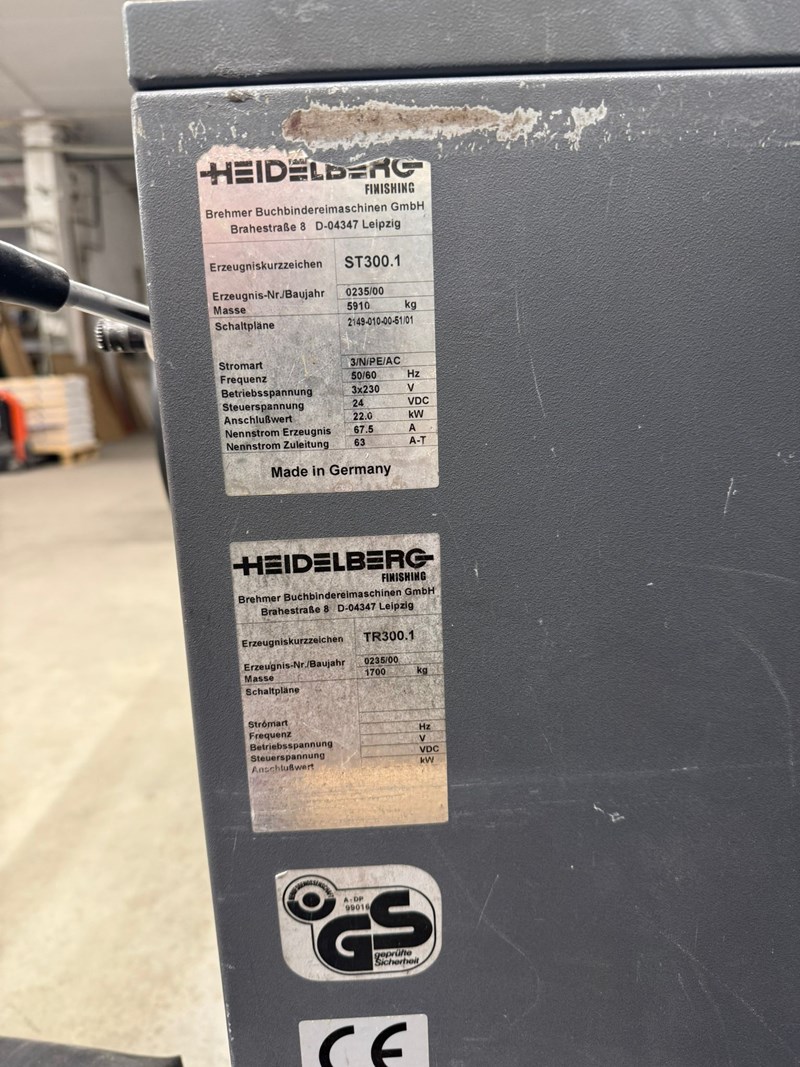 HEIDELBERG
FINISHING
Brehmer Buchbindereimaschinen GmbH
Brahestraße 8 D-04347 Leipzig
Erzeugniskurzzeichen ST300.1
Erzeugnis-Nr./Baujahr 0235/00
Masse 5910 kg
Schaltpläne 2149-010-00-51/01
Stromart 3/N/PE/AC
Frequenz 50/60 Hz
Betriebsspannung 3x230 V
Steuerspannung 24 VDC
Anschlußwert 22.0 kW
Nennstrom Erzeugnis 67.5 A
Nennstrom Zuleitung 63 A-T
Made in Germany
HEIDELBERG
FINISHING
Brehmer Buchbindereimaschinen GmbH
Brahestraße 8 D-04347 Leipzig
Erzeugniskurzzeichen TR300.1
Erzeugnis-Nr./Baujahr 0235/00
Masse 1700 kg
Schaltpläne
Stromart
Frequenz Hz
Betriebsspannung V
Steuerspannung VDC
Anschlußwert kW
A-DP
99016
GS
geprüfte
Sicherheit
CE